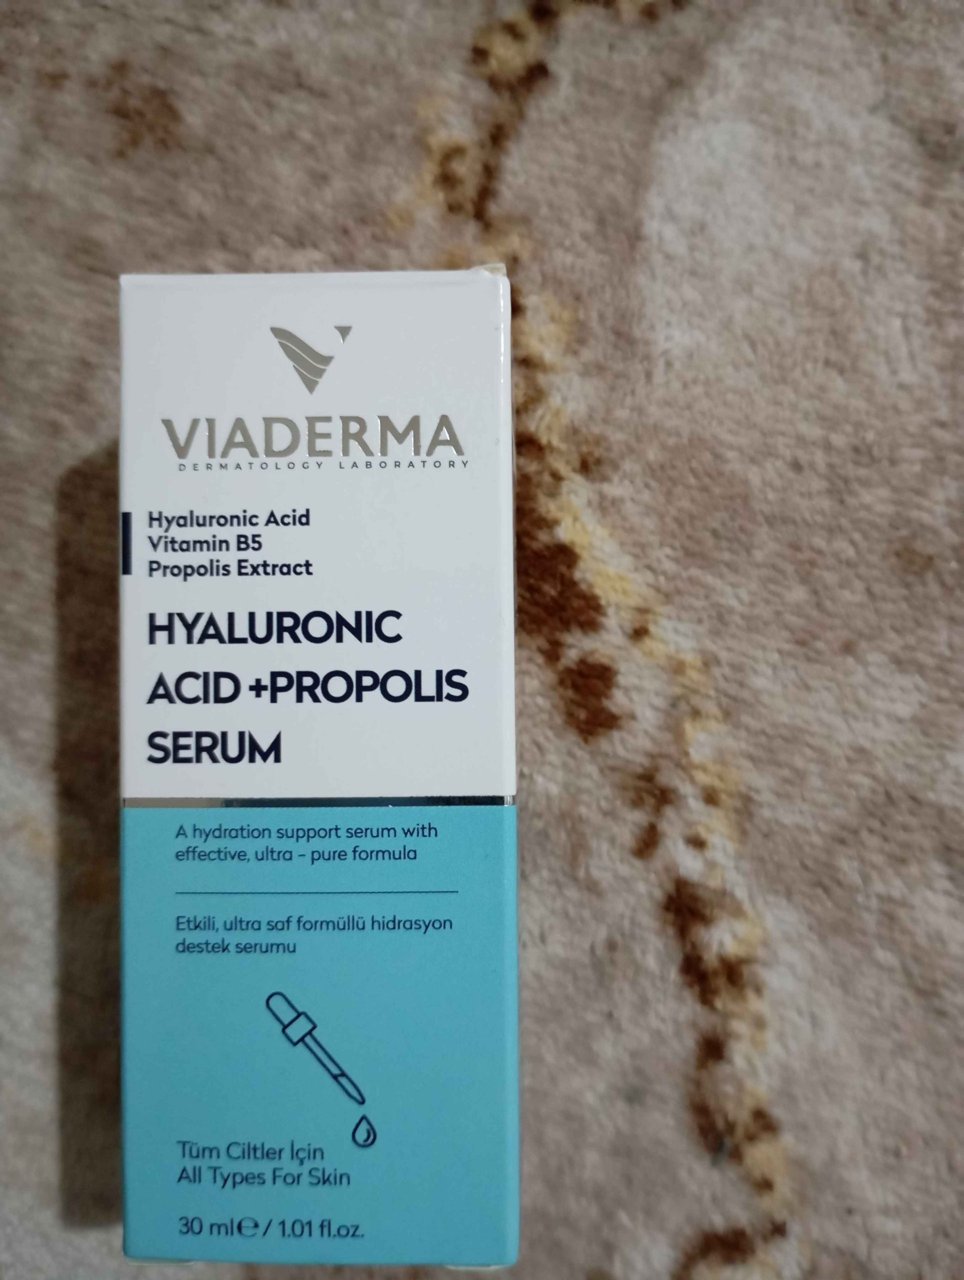 VIADERMA
DERMATOLOGY LABORATORY
Hyaluronic Acid
Vitamin B5
Propolis Extract
HYALURONIC
ACID +PROPOLIS
SERUM
A hydration support serum with
effective, ultra - pure formula
Etkili, ultra saf formüllü hidrasyon
destek serumu
Tüm Ciltler İçin
All Types For Skin
30 ml℮ / 1.01 fl.oz.